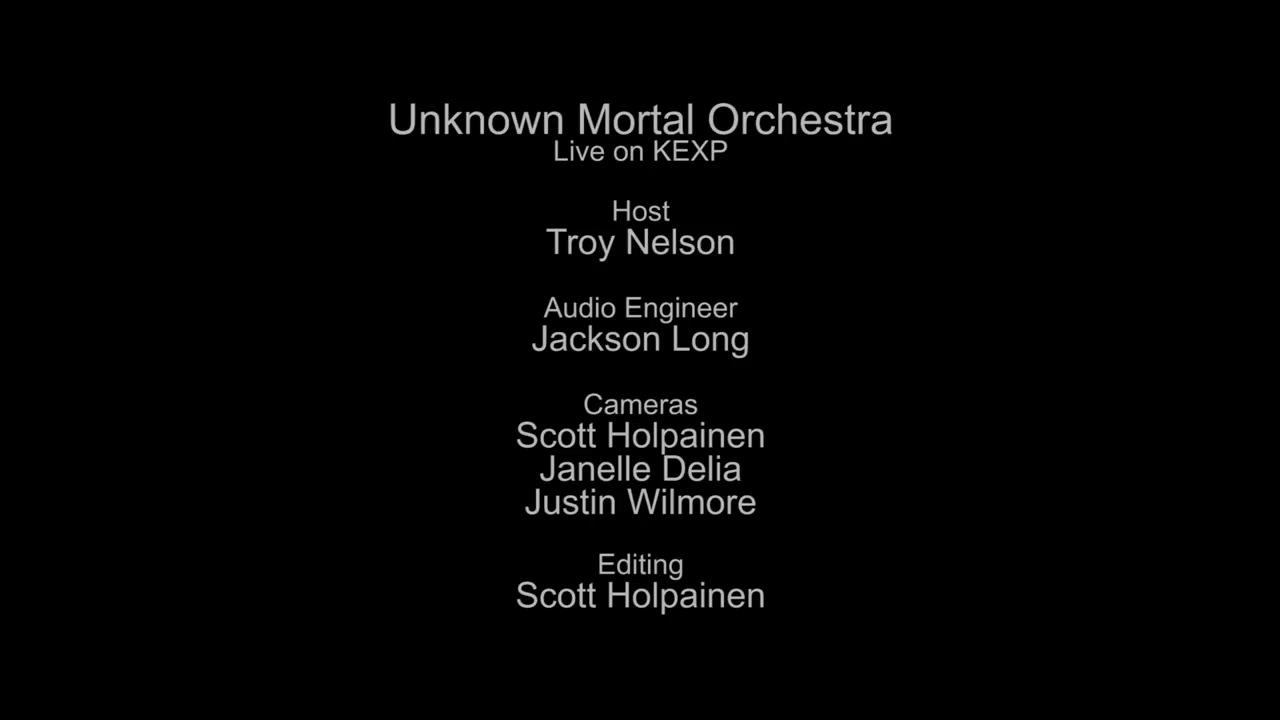 Unknown Mortal Orchestra
Live on KEXP
Host
Troy Nelson
Audio Engineer
Jackson Long
Cameras
Scott Holpainen
Janelle Delia
Justin Wilmore
Editing
Scott Holpainen